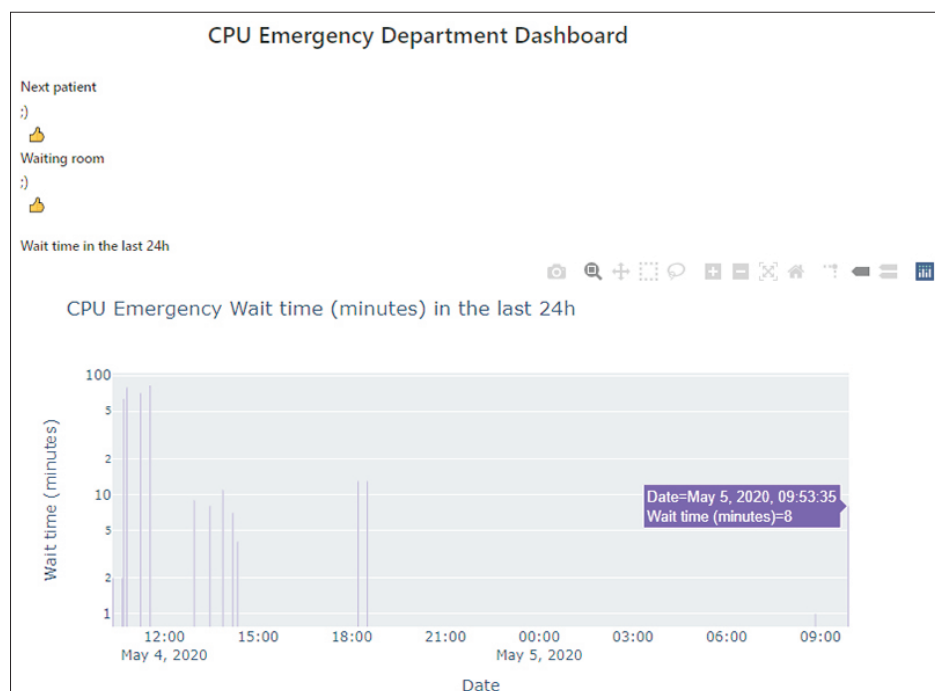 CPU Emergency Department Dashboard
Next patient
;)
Waiting room
;)
Wait time in the last 24h
CPU Emergency Wait time (minutes) in the last 24h
Wait time (minutes)
100
5
2
10
5
2
1
Date=May 5, 2020, 09:53:35
Wait time (minutes)=8
12:00 15:00 18:00 21:00 00:00 03:00 06:00 09:00
May 4, 2020 May 5, 2020
Date